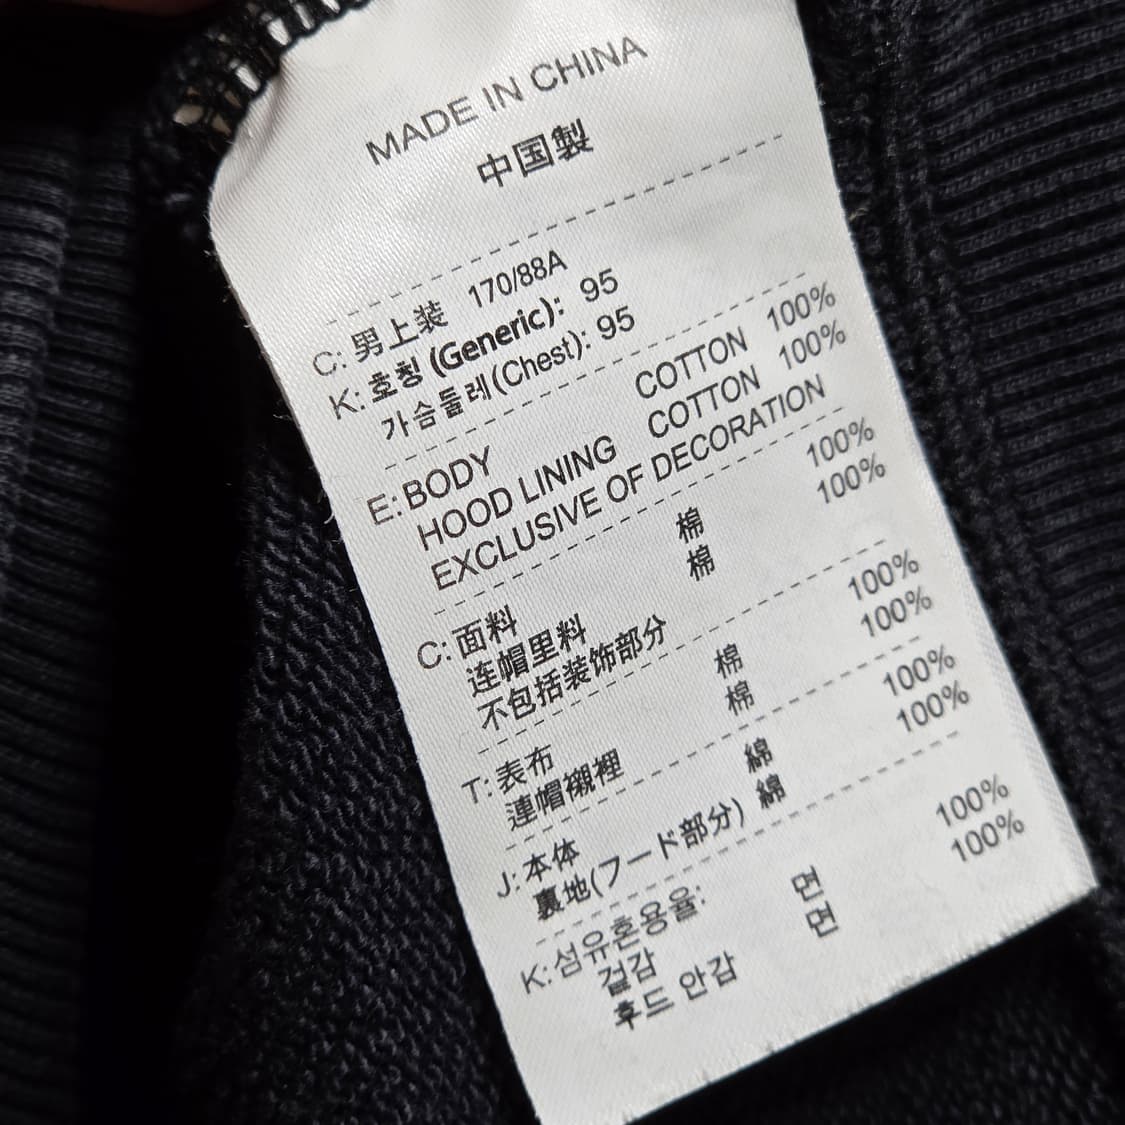 MADE IN CHINA
中国製
C: 男上装 170/88A
K: 호칭 (Generic): 95
가슴둘레(Chest): 95
E: BODY COTTON 100%
HOOD LINING COTTON 100%
EXCLUSIVE OF DECORATION
C: 面料 棉 100%
连帽里料 棉 100%
不包括装饰部分
T: 表布 棉 100%
連帽襯裡 棉 100%
J: 本体 綿 100%
裏地(フード部分) 綿 100%
K: 섬유혼용율:
겉감 면 100%
후드 안감 면 100%